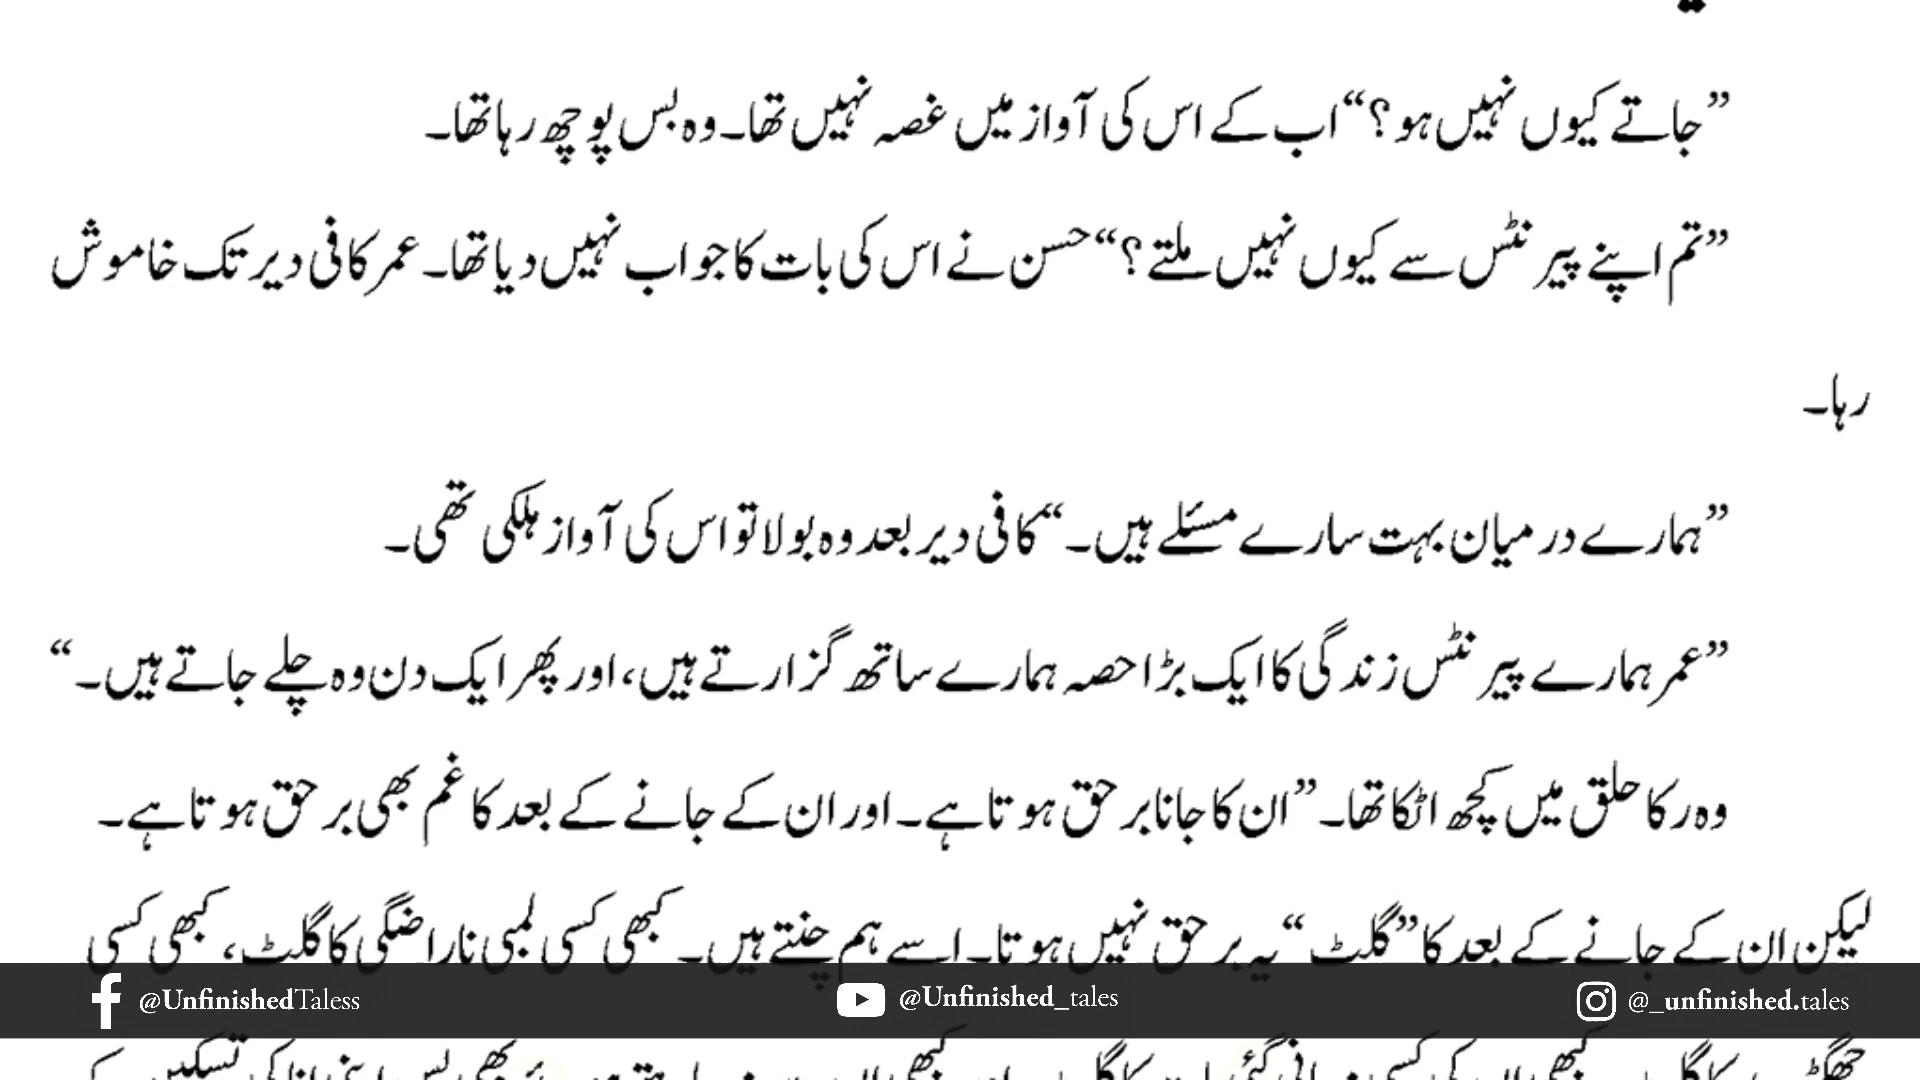 ”جاتے کیوں نہیں ہو؟“ اب کے اس کی آواز میں غصہ نہیں تھا۔ وہ بس پوچھ رہا تھا۔
”تم اپنے پیرنٹس سے کیوں نہیں ملتے؟“ حسن نے اس کی بات کا جواب نہیں دیا تھا۔ عمر کافی دیر تک خاموش
رہا۔
”ہمارے درمیان بہت سارے مسئلے ہیں۔“ کافی دیر بعد وہ بولا تو اس کی آواز ہلکی تھی۔
”عمر ہمارے پیرنٹس زندگی کا ایک بڑا حصہ ہمارے ساتھ گزارتے ہیں، اور پھر ایک دن وہ چلے جاتے ہیں۔“
وہ رکا حلق میں کچھ اٹکا تھا۔ ”ان کا جانا برحق ہوتا ہے۔ اور ان کے جانے کے بعد کا غم بھی برحق ہوتا ہے۔
لیکن ان کے جانے کے بعد کا ”گلٹ“ یہ برحق نہیں ہوتا۔ اسے ہم چنتے ہیں۔ کبھی کسی لمبی ناراضگی کا گلٹ، کبھی کسی
@UnfinishedTaless @Unfinished_tales @_unfinished.tales